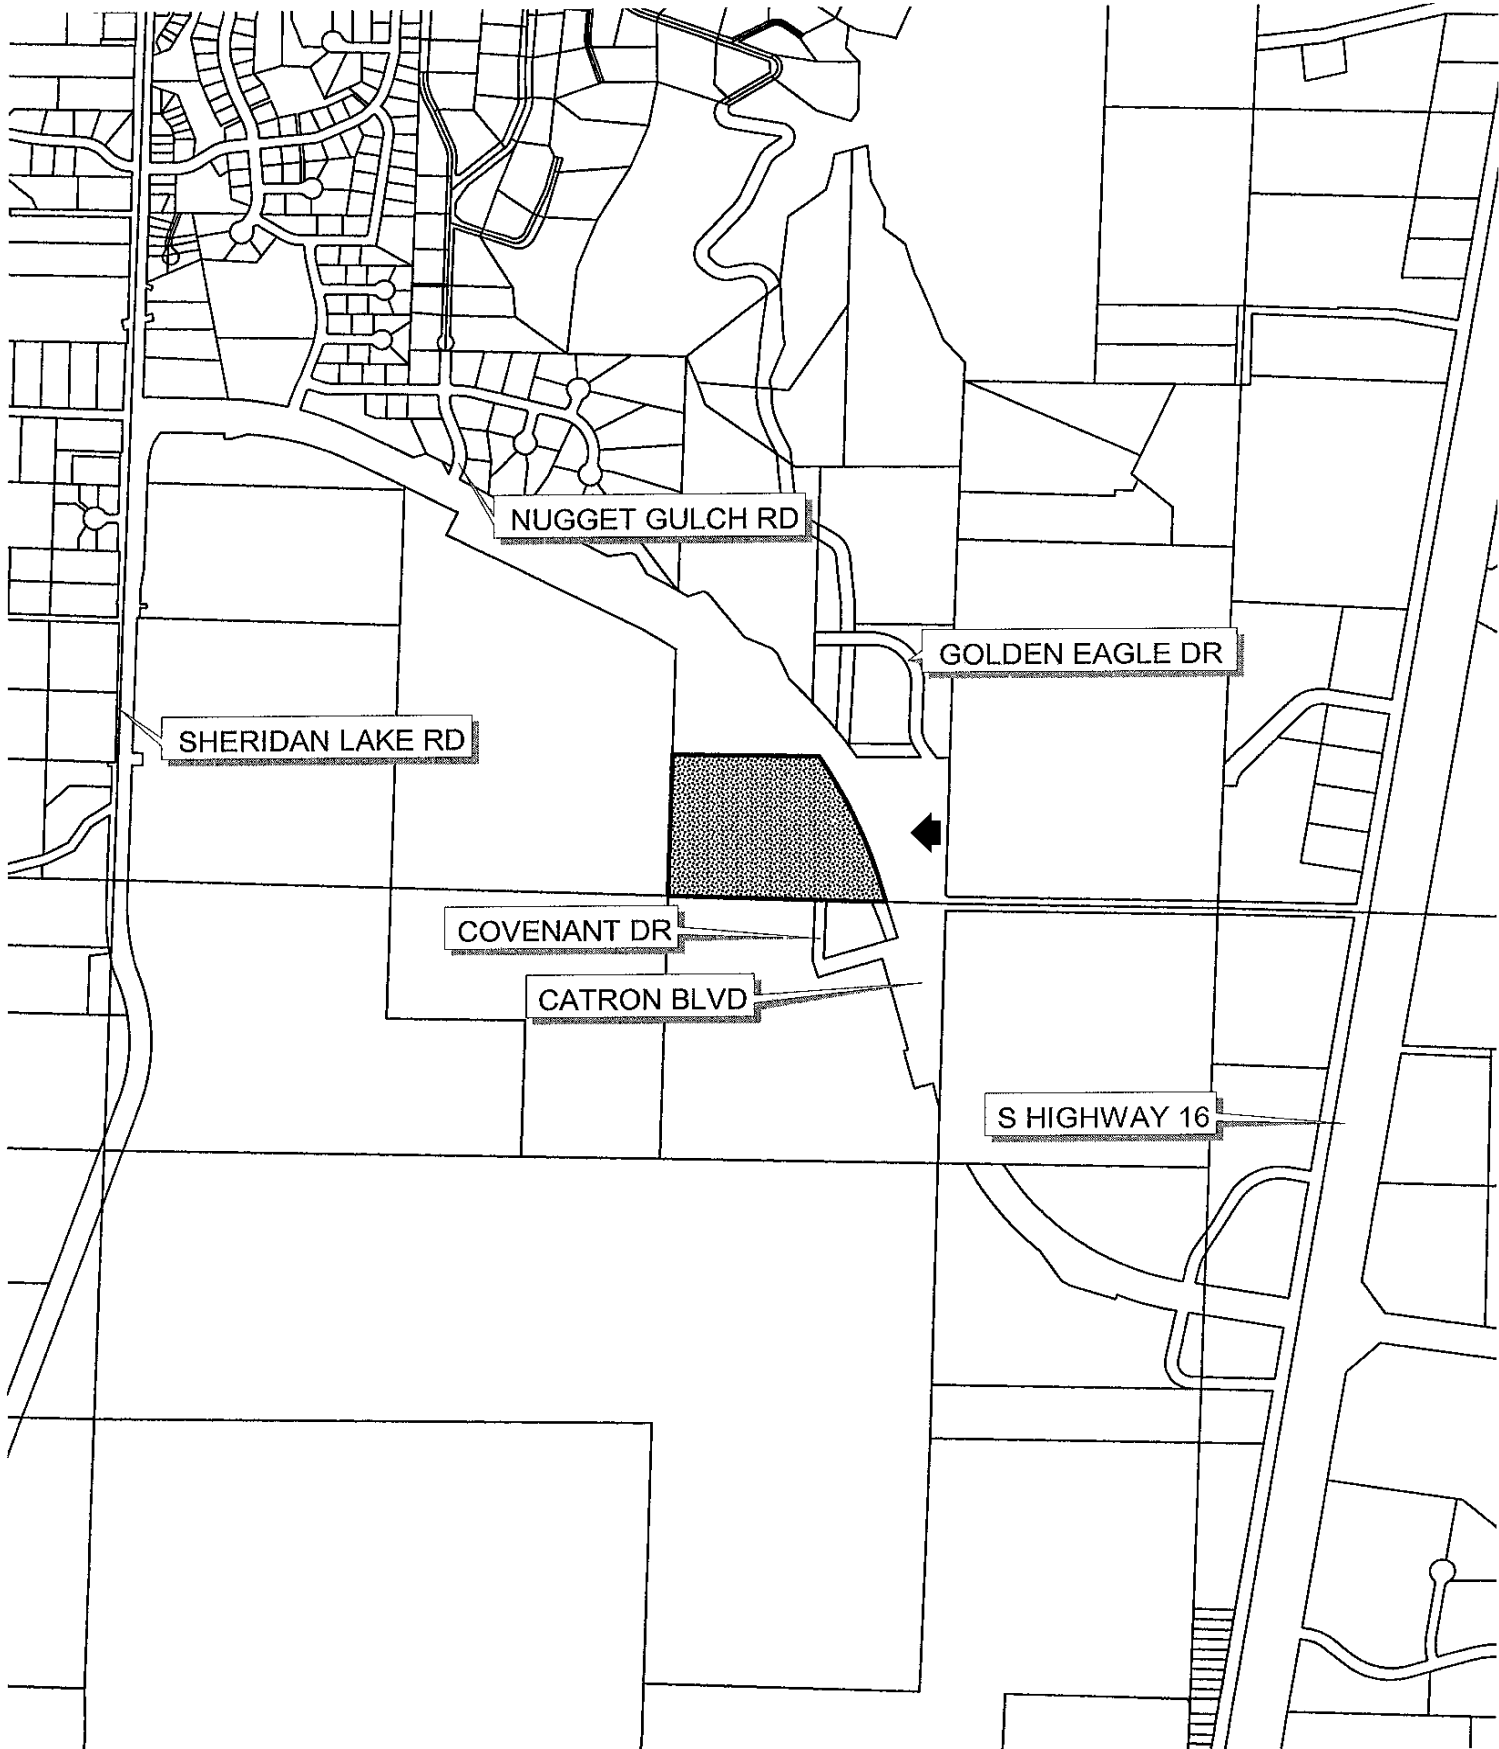 NUGGET GULCH RD
GOLDEN EAGLE DR
SHERIDAN LAKE RD
COVENANT DR
CATRON BLVD
S HIGHWAY 16